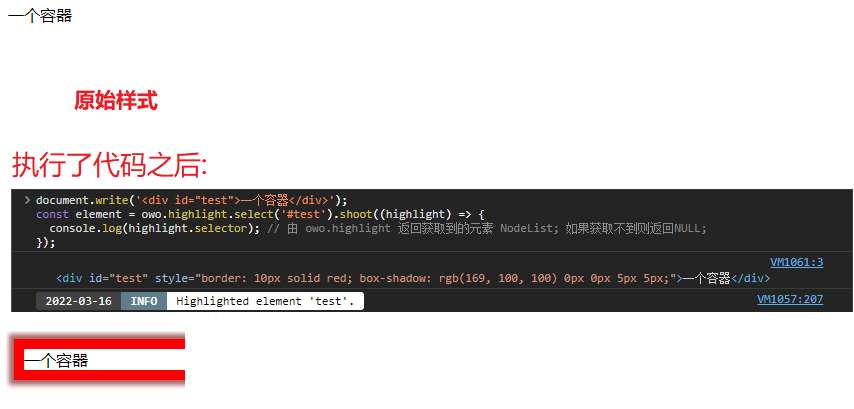 一个容器
原始样式
执行了代码之后:
document.write('<div id="test">一个容器</div>');
const element = owo.highlight.select('#test').shoot((highlight) => {
console.log(highlight.selector); // 由 owo.highlight 返回获取到的元素 NodeList; 如果获取不到则返回NULL;
});
VM1061:3
<div id="test" style="border: 10px solid red; box-shadow: rgb(169, 100, 100) 0px 0px 5px 5px;">一个容器</div>
2022-03-16 INFO Highlighted element 'test'. VM1057:207
一个容器